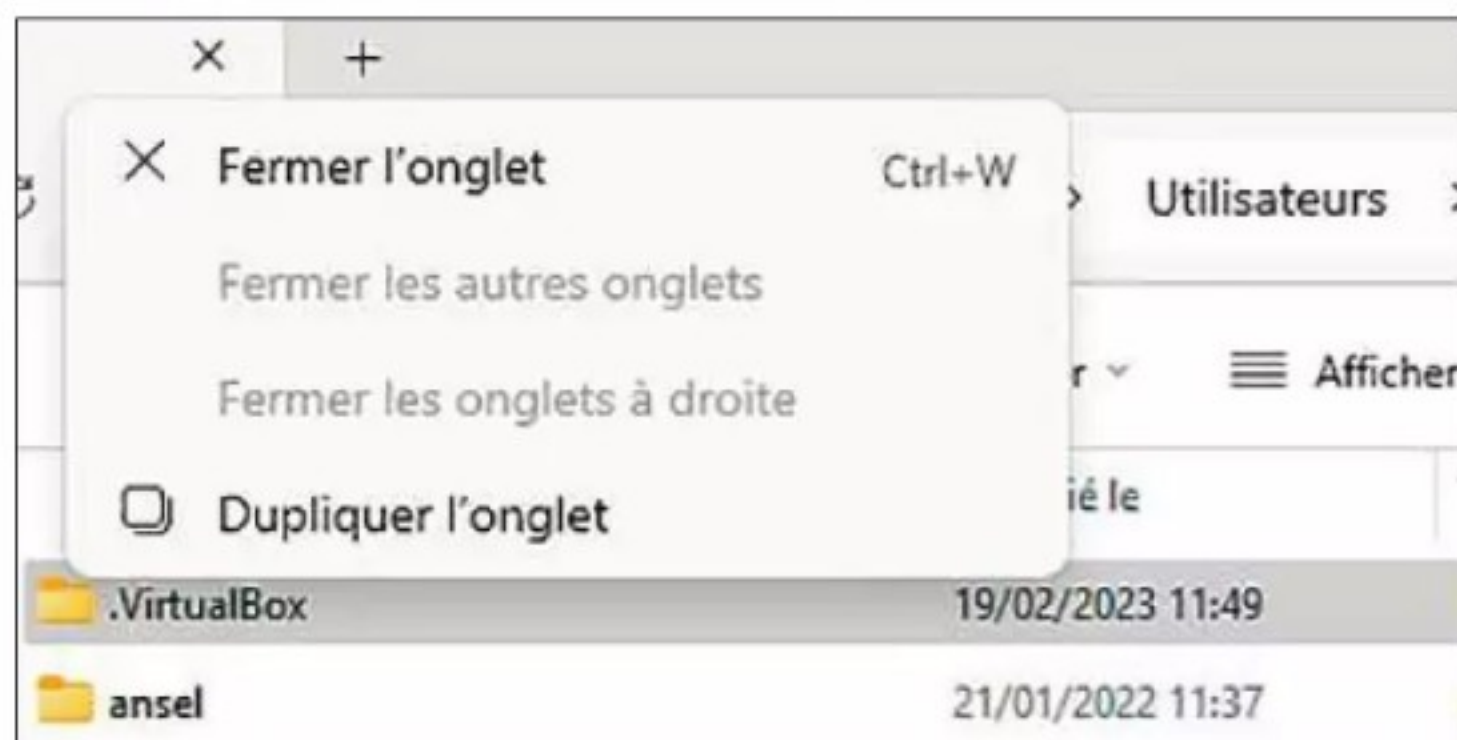 Fermer l'onglet Ctrl+W
Utilisateurs
Fermer les autres onglets
Fermer les onglets à droite
Afficher
Dupliquer l'onglet
ié le
.VirtualBox 19/02/2023 11:49
ansel 21/01/2022 11:37